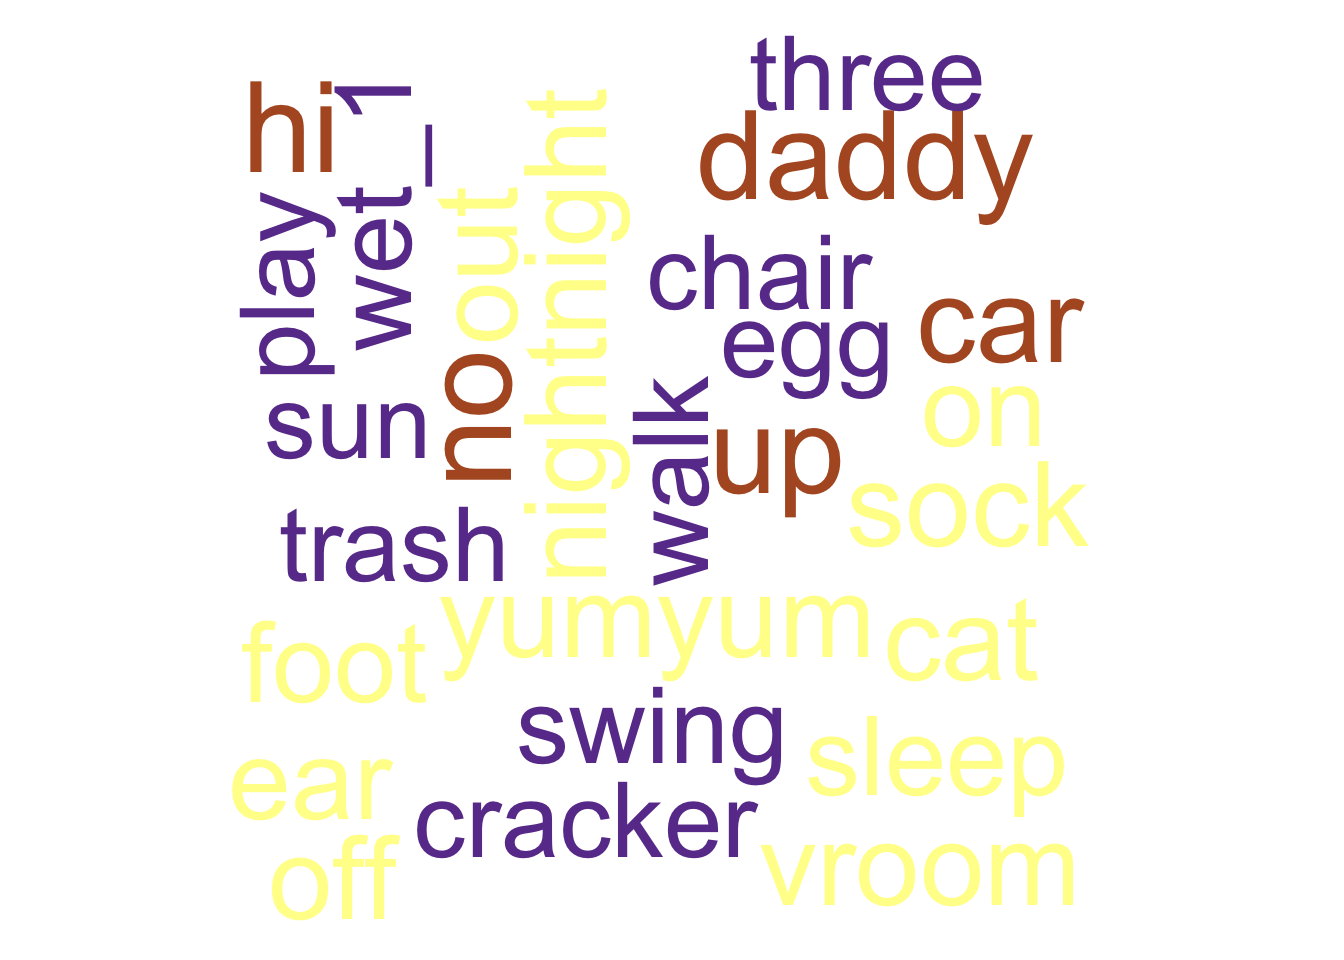 three
hi
daddy
wet_1
play
out
nightnight
chair
car
egg
no
sun
on
walk
up
sock
trash
yumyum
foot
cat
swing
sleep
ear
cracker
off
vroom